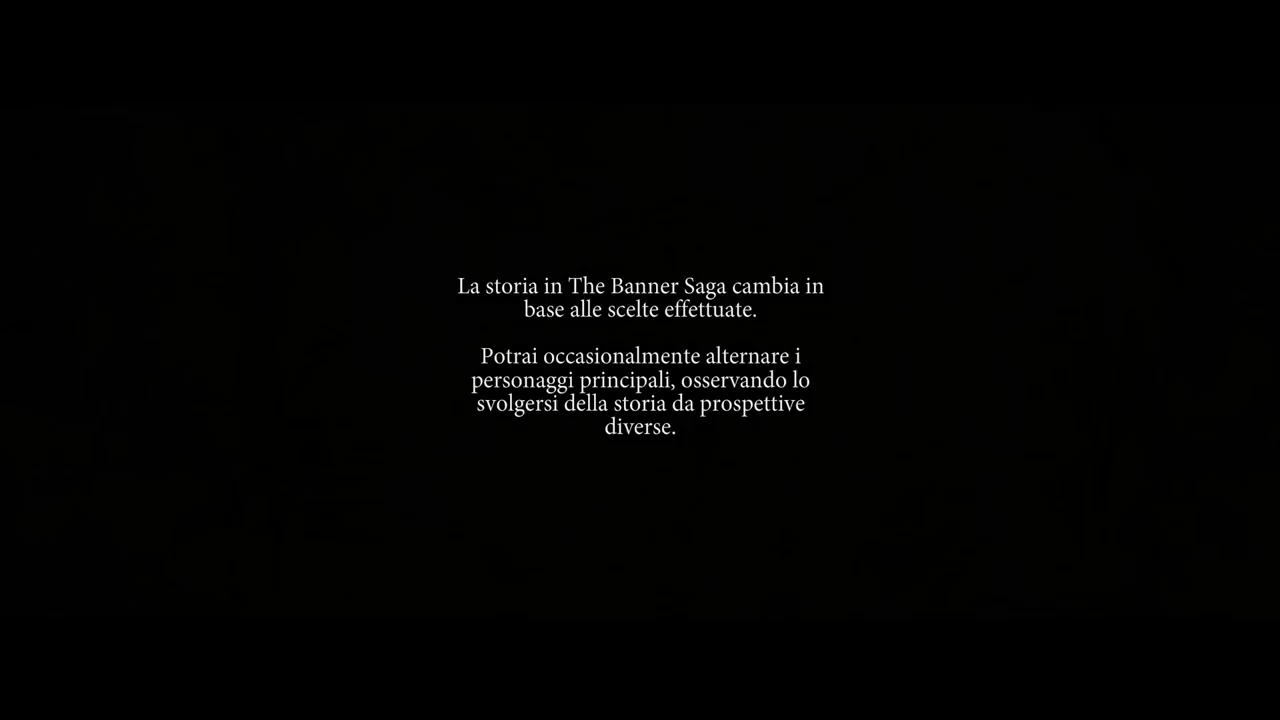 La storia in The Banner Saga cambia in
base alle scelte effettuate.
Potrai occasionalmente alternare i
personaggi principali, osservando lo
svolgersi della storia da prospettive
diverse.